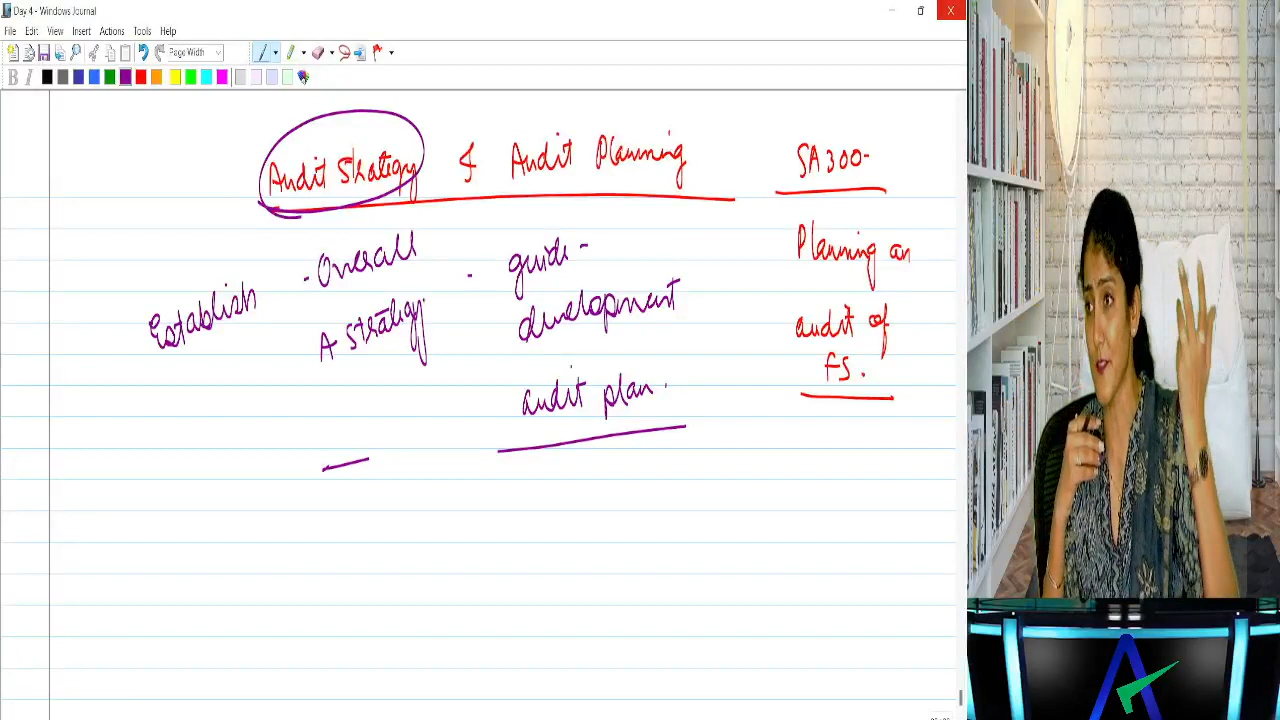 Day 4 - Windows Journal
File Edit View Insert Actions Tools Help
Page Width
B I
Audit Strategy & Audit Planning
SA 300-
Establish
- Overall
A Strategy
- guide -
development
audit plan.
Planning an
audit of
FS.